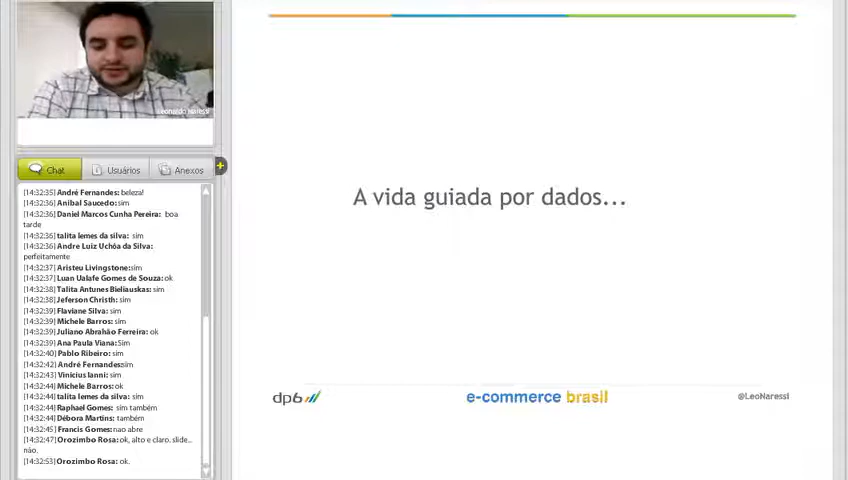 Leonardo Naressi
Chat
Usuários
Anexos
[14:32:35] André Fernandes: beleza!
[14:32:36] Anibal Saucedo: sim
[14:32:36] Daniel Marcos Cunha Pereira: boa
tarde
[14:32:36] talita lemes da silva: sim
[14:32:36] Andre Luiz Uchôa da Silva:
perfeitamente
[14:32:37] Aristeu Livingstone: sim
[14:32:37] Luan Ualafe Gomes de Souza: ok
[14:32:38] Talita Antunes Bieliauskas: sim
[14:32:38] Jeferson Christh: sim
[14:32:39] Flaviane Silva: sim
[14:32:39] Michele Barros: sim
[14:32:39] Juliano Abrahão Ferreira: ok
[14:32:39] Ana Paula Viana: Sim
[14:32:40] Pablo Ribeiro: sim
[14:32:42] André Fernandes: sim
[14:32:43] Vinicius Ianni: sim
[14:32:44] Michele Barros: ok
[14:32:44] talita lemes da silva: sim
[14:32:44] Raphael Gomes: sim também
[14:32:44] Débora Martins: também
[14:32:45] Francis Gomes: nao abre
[14:32:47] Orozimbo Rosa: ok, alto e claro. slide...
não.
[14:32:53] Orozimbo Rosa: ok.
A vida guiada por dados...
dp6
e-commerce brasil
@LeoNaressi